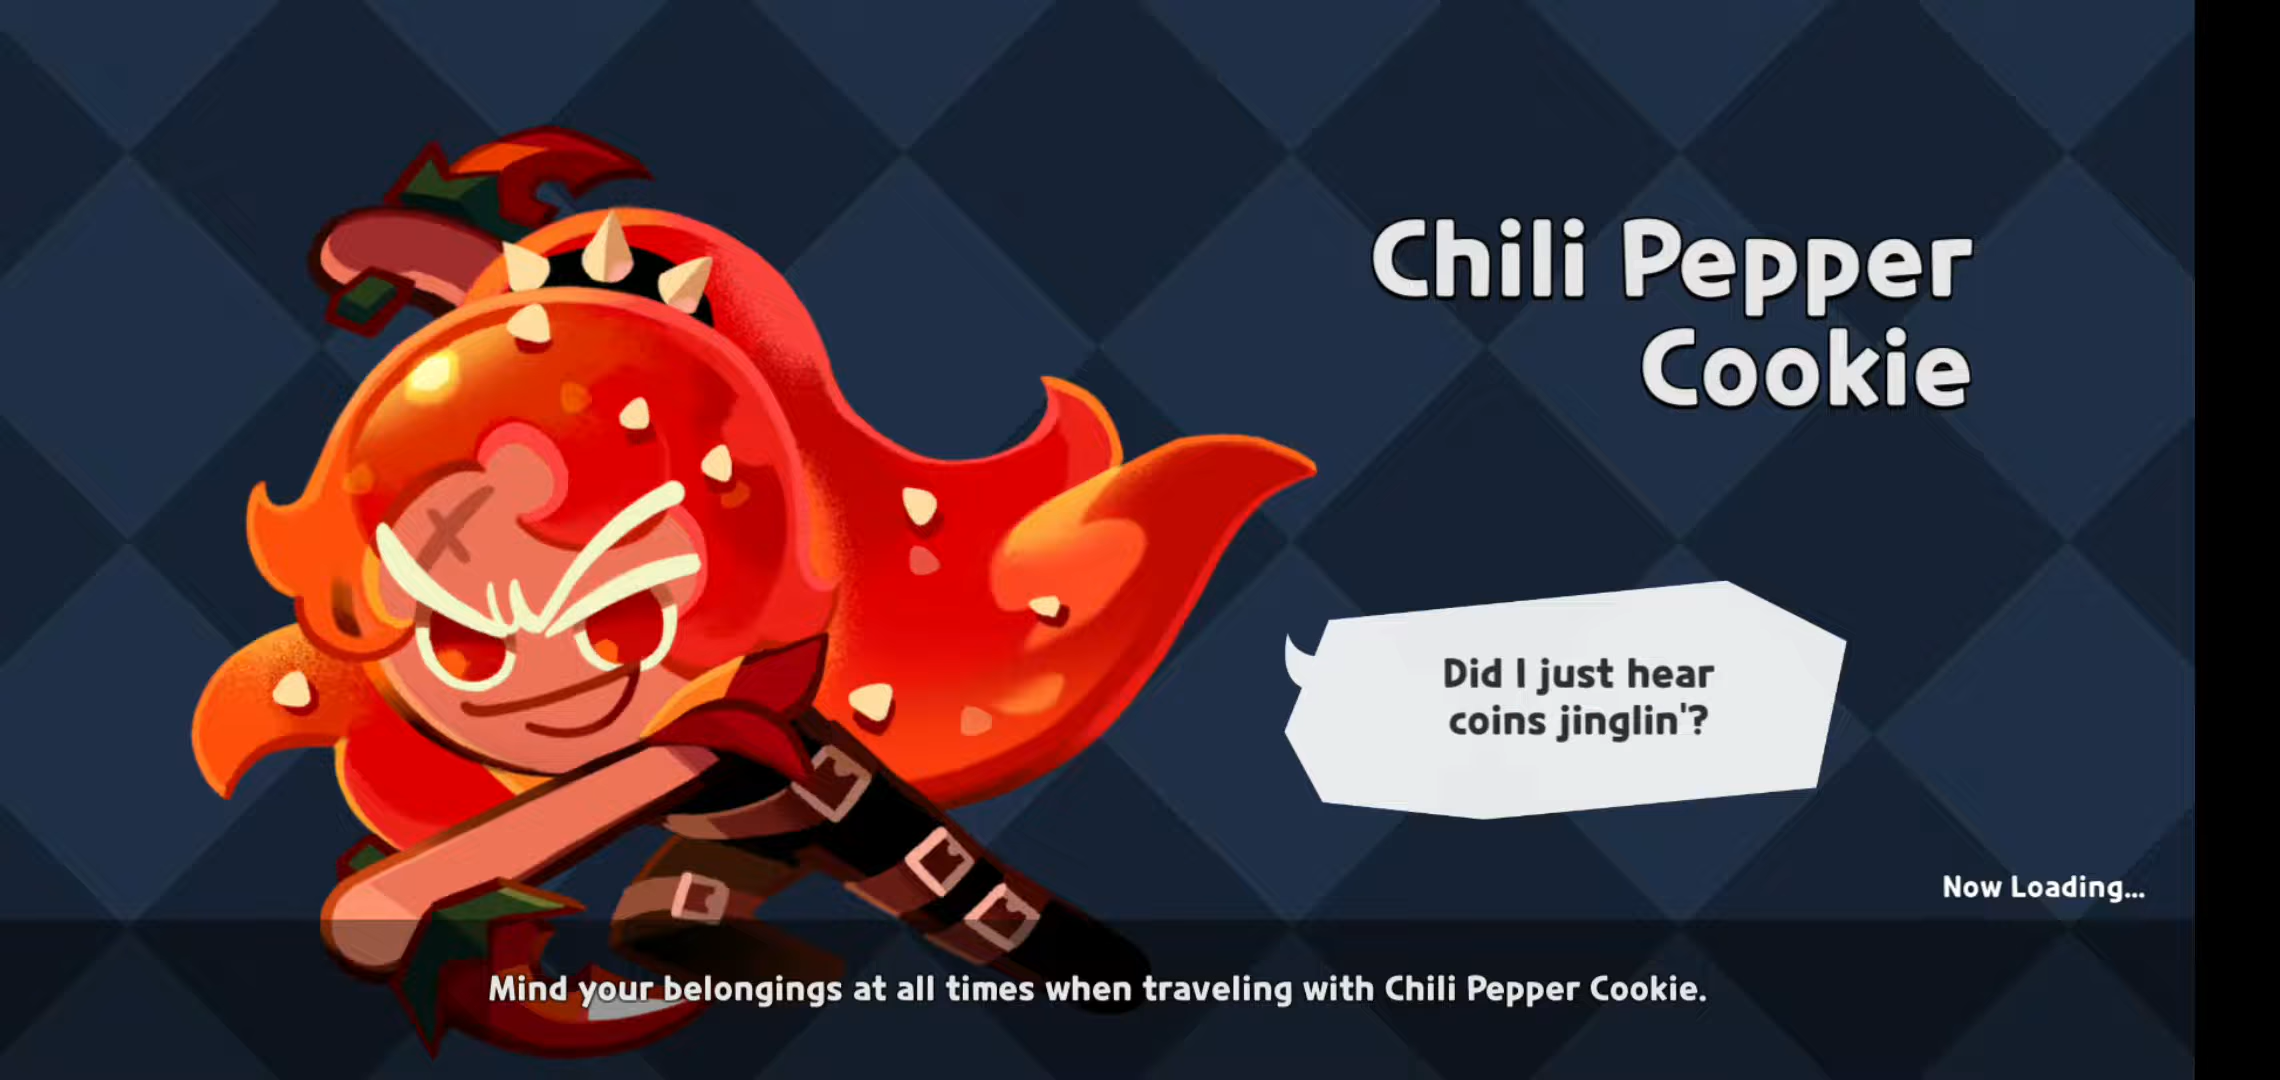 Chili Pepper
Cookie
Did I just hear
coins jinglin'?
Now Loading...
Mind your belongings at all times when traveling with Chili Pepper Cookie.